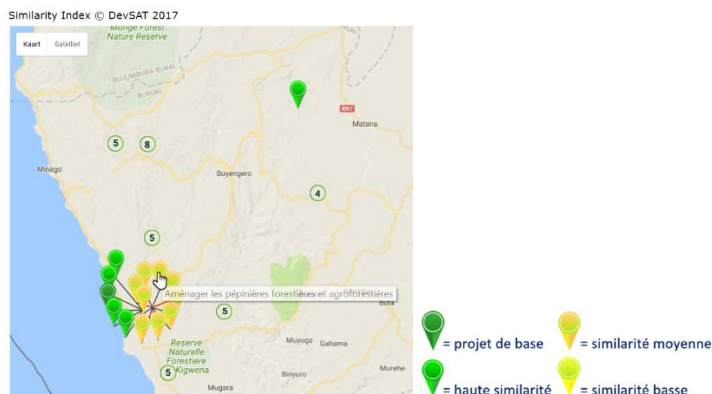 Similarity Index © DevSAT 2017
Monge Forest
Nature Reserve
Kaart Satelliet
BUJUMBURA RURAL
BURURI
RN7
Matana
5
8
Minago
Buyengero
4
5
Aménager les pépinières forestières et agroforestières
Buta
5
Reserve
Naturelle
Forestiere
Kigwena
5
Muyuga
Gahama
Binyuro
Murehe
Mugara
= projet de base
= similarité moyenne
= haute similarité
= similarité basse